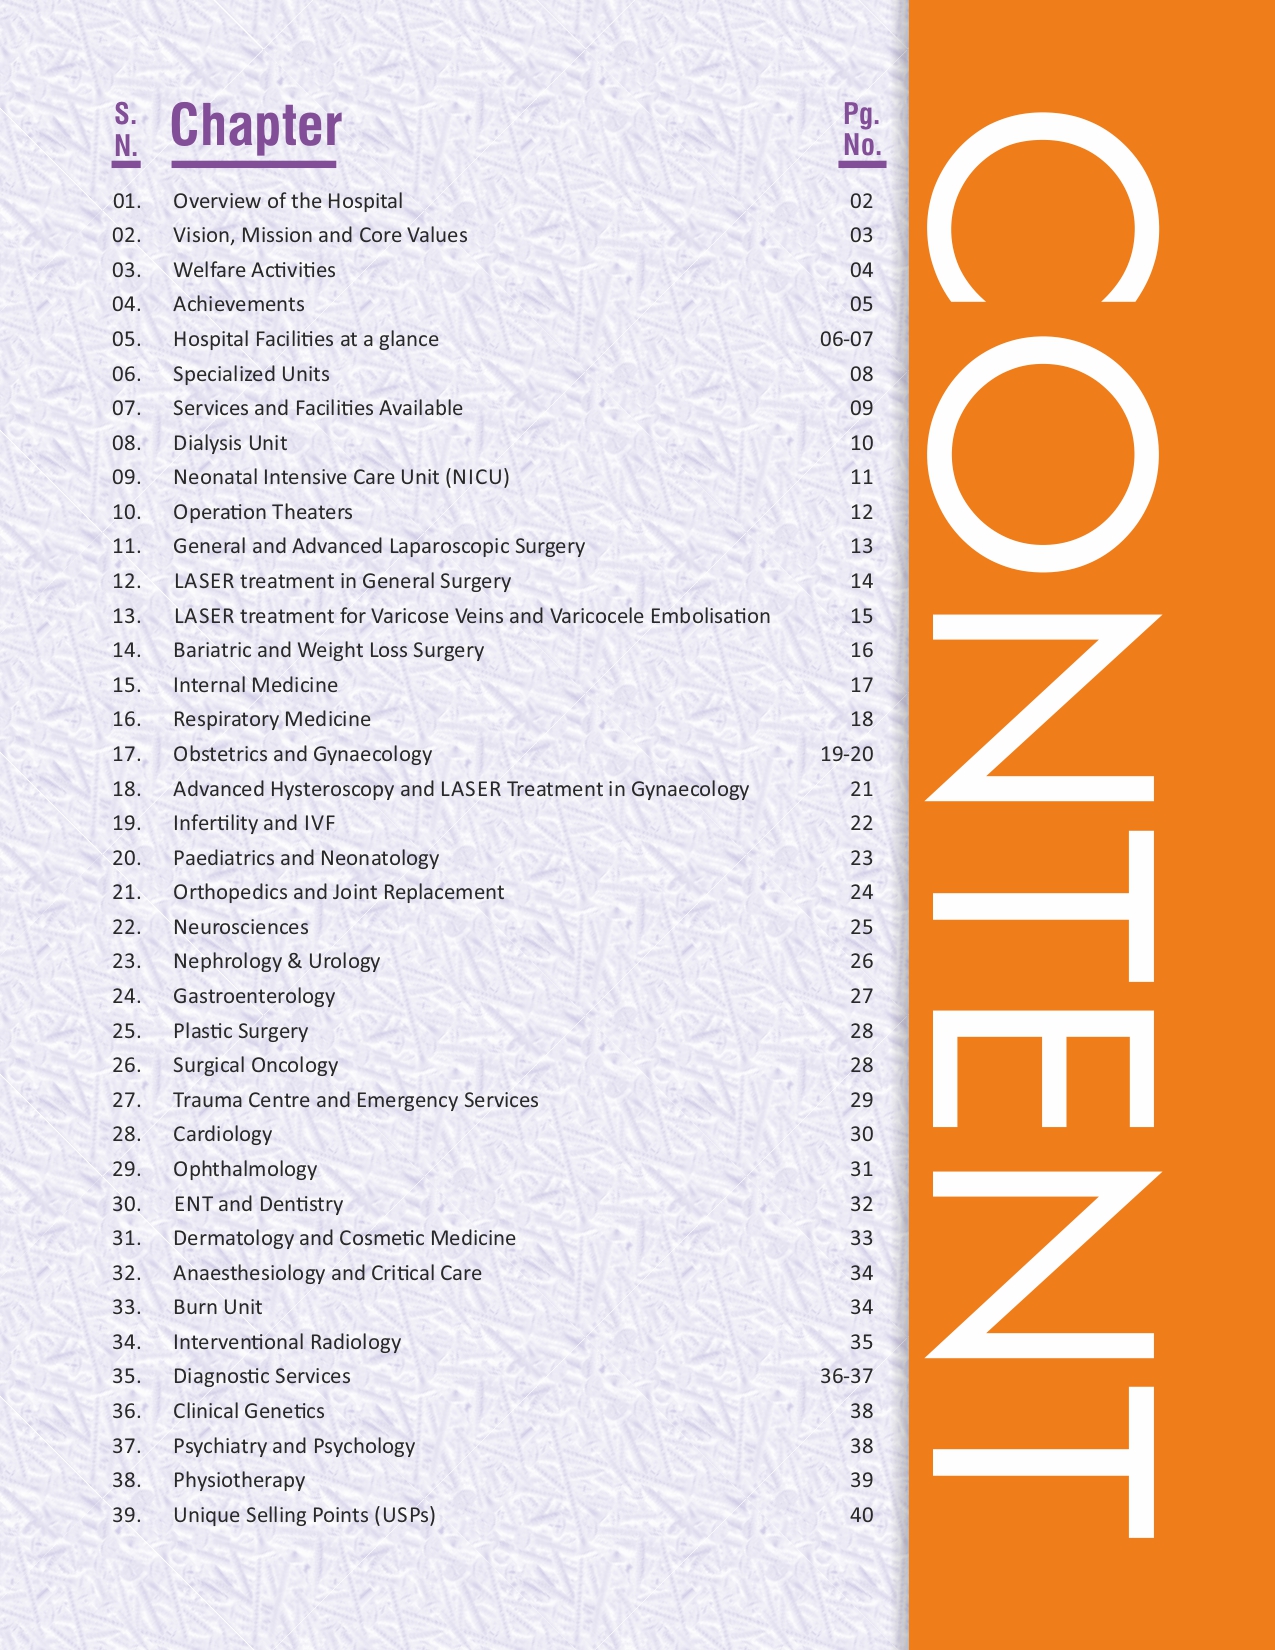 S. N. Chapter Pg. No.
01. Overview of the Hospital 02
02. Vision, Mission and Core Values 03
03. Welfare Activities 04
04. Achievements 05
05. Hospital Facilities at a glance 06-07
06. Specialized Units 08
07. Services and Facilities Available 09
08. Dialysis Unit 10
09. Neonatal Intensive Care Unit (NICU) 11
10. Operation Theaters 12
11. General and Advanced Laparoscopic Surgery 13
12. LASER treatment in General Surgery 14
13. LASER treatment for Varicose Veins and Varicocele Embolisation 15
14. Bariatric and Weight Loss Surgery 16
15. Internal Medicine 17
16. Respiratory Medicine 18
17. Obstetrics and Gynaecology 19-20
18. Advanced Hysteroscopy and LASER Treatment in Gynaecology 21
19. Infertility and IVF 22
20. Paediatrics and Neonatology 23
21. Orthopedics and Joint Replacement 24
22. Neurosciences 25
23. Nephrology & Urology 26
24. Gastroenterology 27
25. Plastic Surgery 28
26. Surgical Oncology 28
27. Trauma Centre and Emergency Services 29
28. Cardiology 30
29. Ophthalmology 31
30. ENT and Dentistry 32
31. Dermatology and Cosmetic Medicine 33
32. Anaesthesiology and Critical Care 34
33. Burn Unit 34
34. Interventional Radiology 35
35. Diagnostic Services 36-37
36. Clinical Genetics 38
37. Psychiatry and Psychology 38
38. Physiotherapy 39
39. Unique Selling Points (USPs) 40
CONTENT